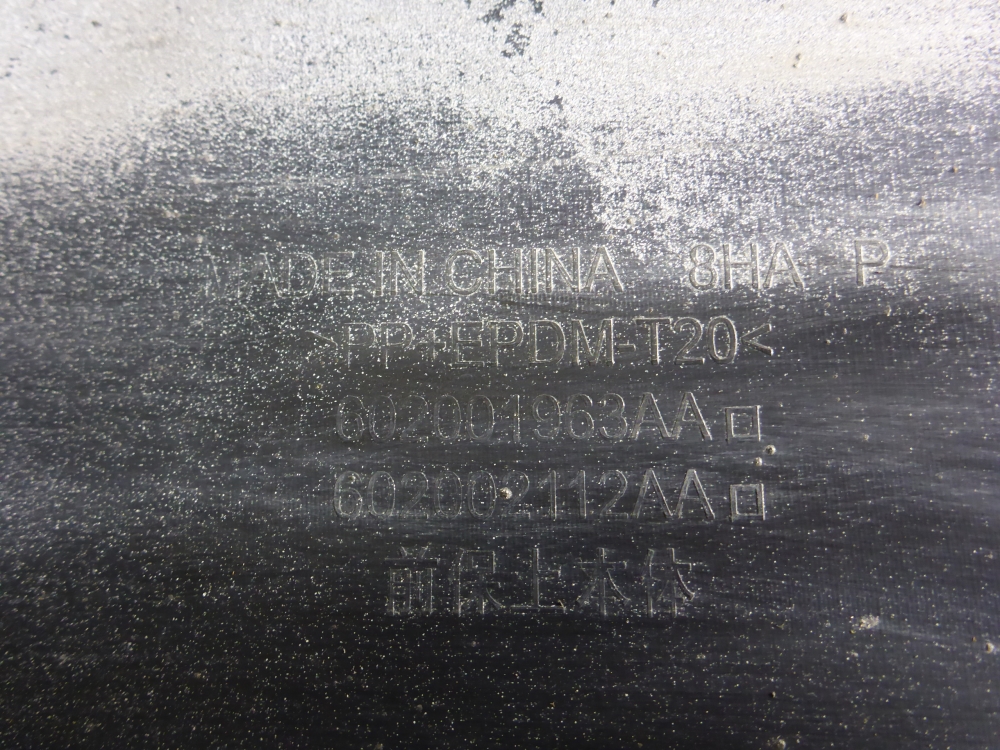 MADE IN CHINA 8HA P
>PP+EPDM-T20<
602001963AA
602002112AA
前保上本体